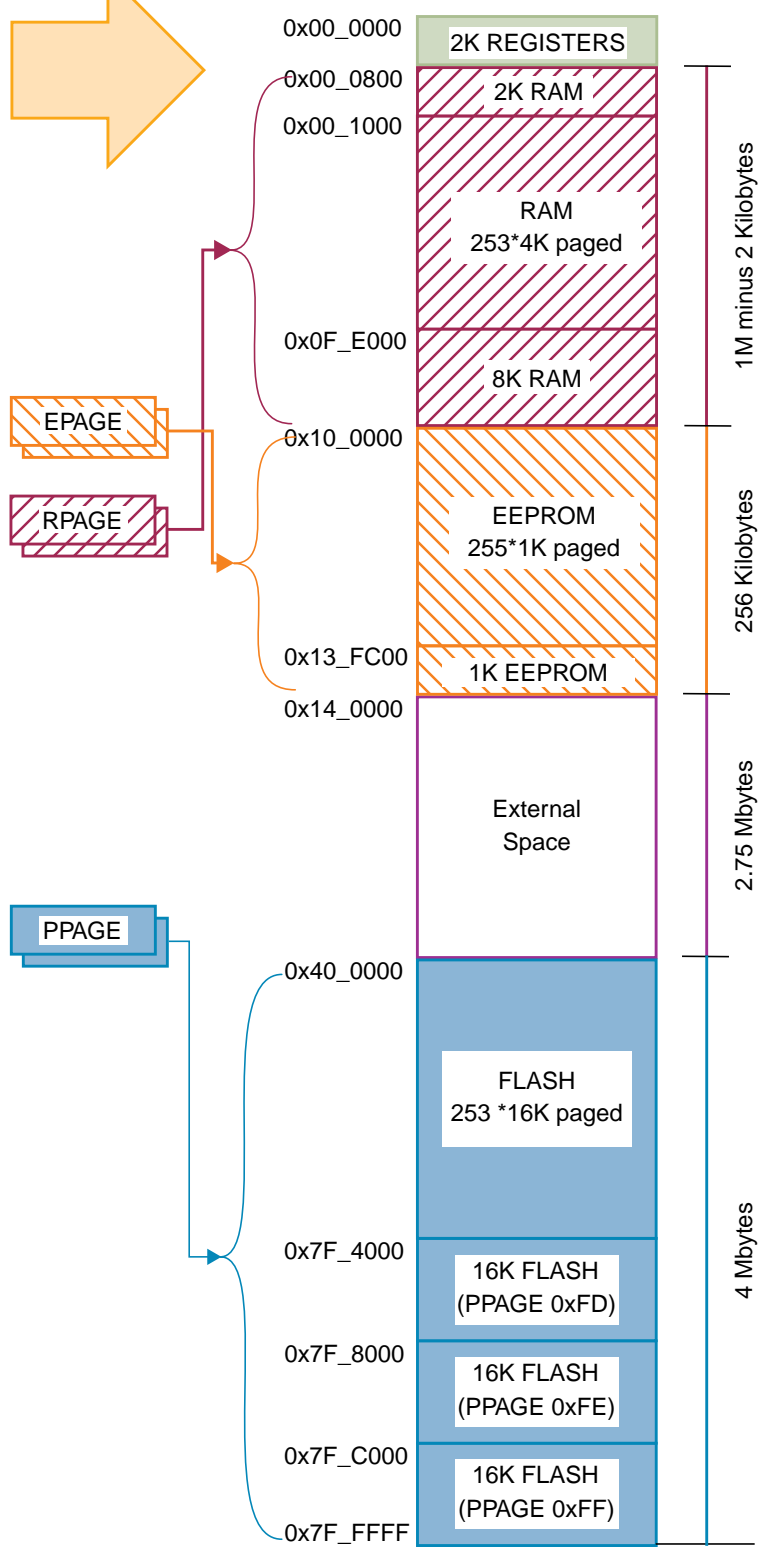 0x00_0000
2K REGISTERS
0x00_0800
2K RAM
0x00_1000
RAM
253*4K paged
1M minus 2 Kilobytes
0x0F_E000
8K RAM
EPAGE
0x10_0000
RPAGE
EEPROM
255*1K paged
256 Kilobytes
0x13_FC00
1K EEPROM
0x14_0000
External
Space
2.75 Mbytes
PPAGE
0x40_0000
FLASH
253 *16K paged
4 Mbytes
0x7F_4000
16K FLASH
(PPAGE 0xFD)
0x7F_8000
16K FLASH
(PPAGE 0xFE)
0x7F_C000
16K FLASH
(PPAGE 0xFF)
0x7F_FFFF